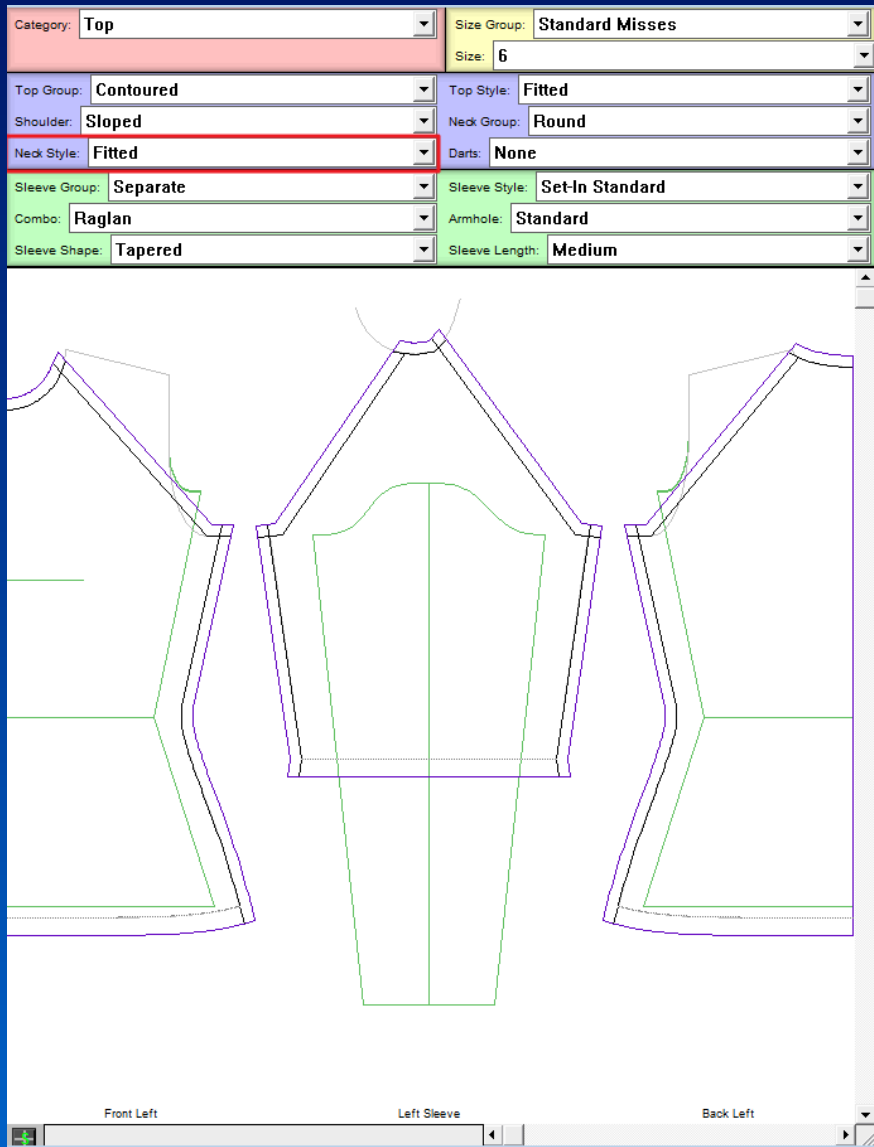 Category: Top
Size Group: Standard Misses
Size: 6
Top Group: Contoured
Top Style: Fitted
Shoulder: Sloped
Neck Group: Round
Neck Style: Fitted
Darts: None
Sleeve Group: Separate
Sleeve Style: Set-In Standard
Combo: Raglan
Armhole: Standard
Sleeve Shape: Tapered
Sleeve Length: Medium
Front Left
Left Sleeve
Back Left